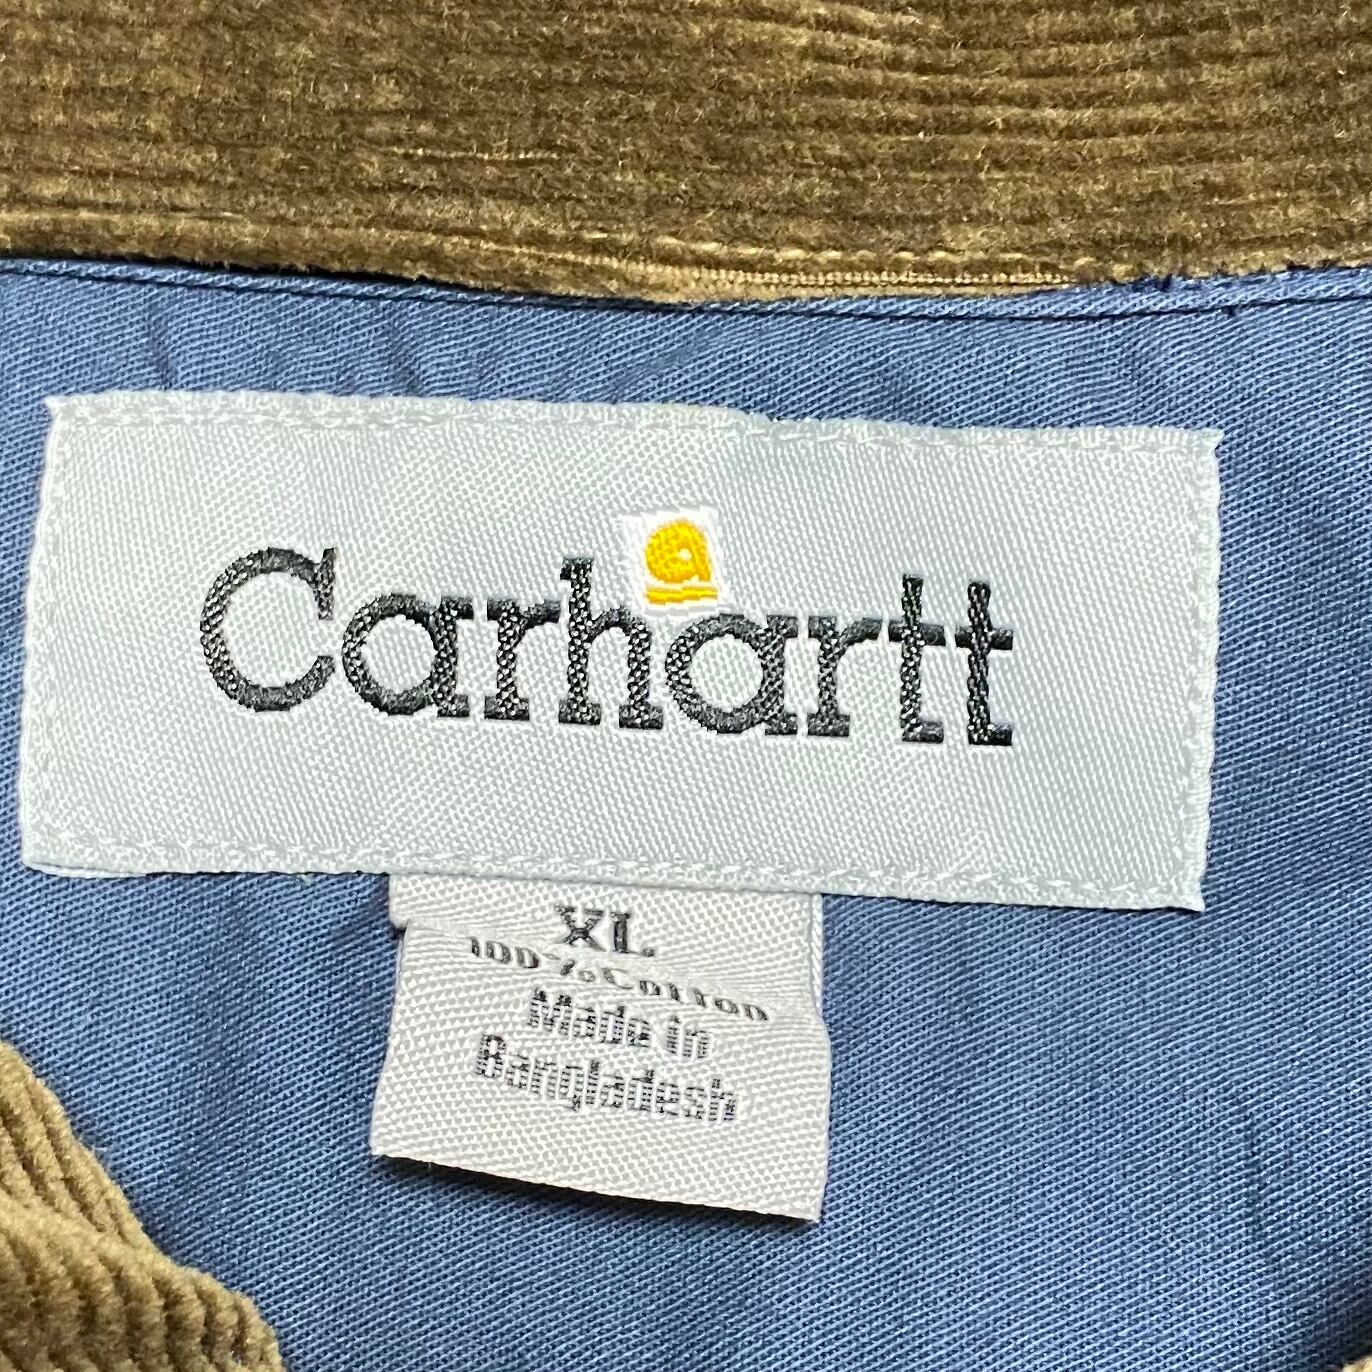 Carhartt
XL
100% Cotton
Made in
Bangladesh